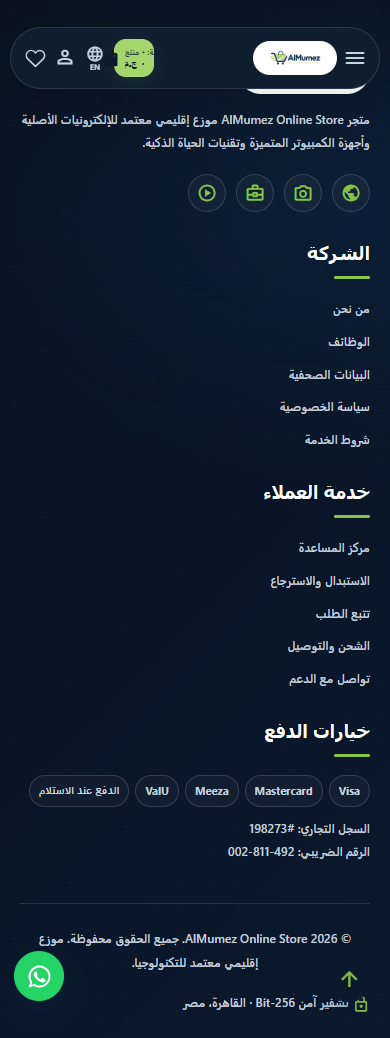 AlMumez
EN
منتج
٠ ج.م
متجر AlMumez Online Store موزع إقليمي معتمد للإلكترونيات الأصلية
وأجهزة الكمبيوتر المتميزة وتقنيات الحياة الذكية.
الشركة
من نحن
الوظائف
البيانات الصحفية
سياسة الخصوصية
شروط الخدمة
خدمة العملاء
مركز المساعدة
الاستبدال والاسترجاع
تتبع الطلب
الشحن والتوصيل
تواصل مع الدعم
خيارات الدفع
Visa
Mastercard
Meeza
ValU
الدفع عند الاستلام
السجل التجاري: #198273
الرقم الضريبي: 492-811-002
© 2026 AlMumez Online Store. جميع الحقوق محفوظة. موزع
إقليمي معتمد للتكنولوجيا.
تشفير آمن 256-Bit · القاهرة، مصر